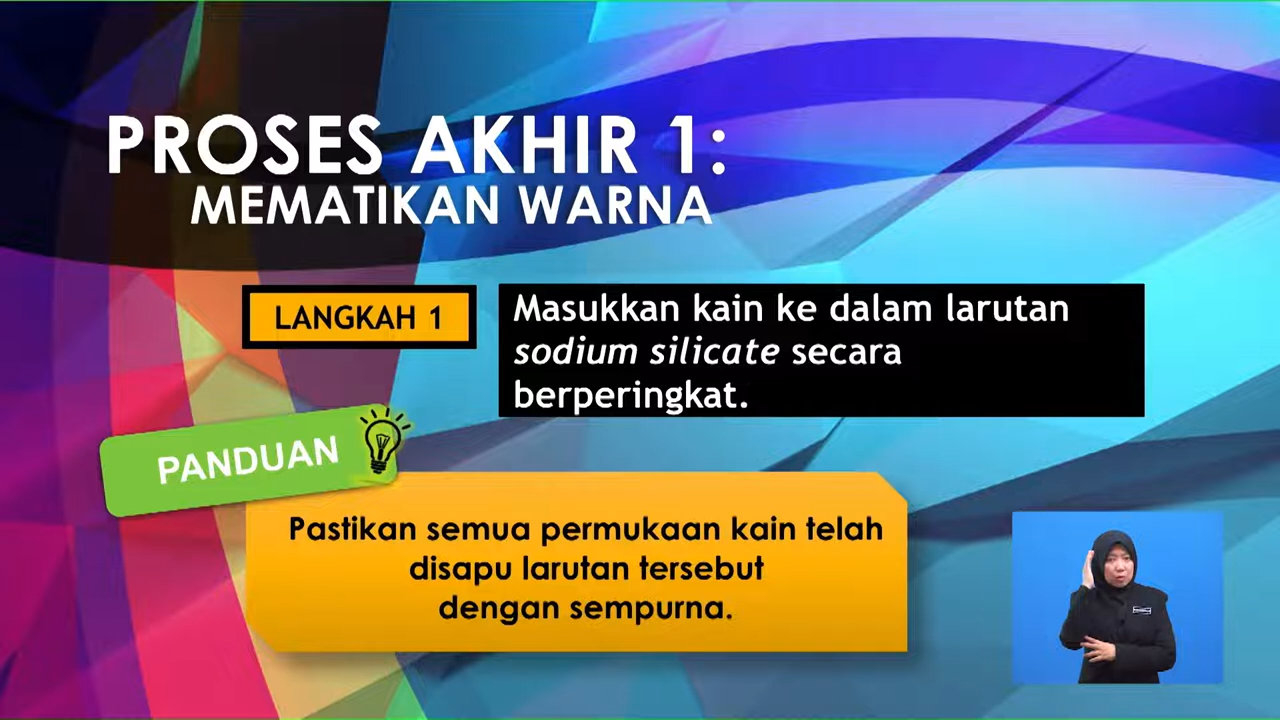 PROSES AKHIR 1:
MEMATIKAN WARNA
LANGKAH 1
Masukkan kain ke dalam larutan
sodium silicate secara
berperingkat.
PANDUAN
Pastikan semua permukaan kain telah
disapu larutan tersebut
dengan sempurna.